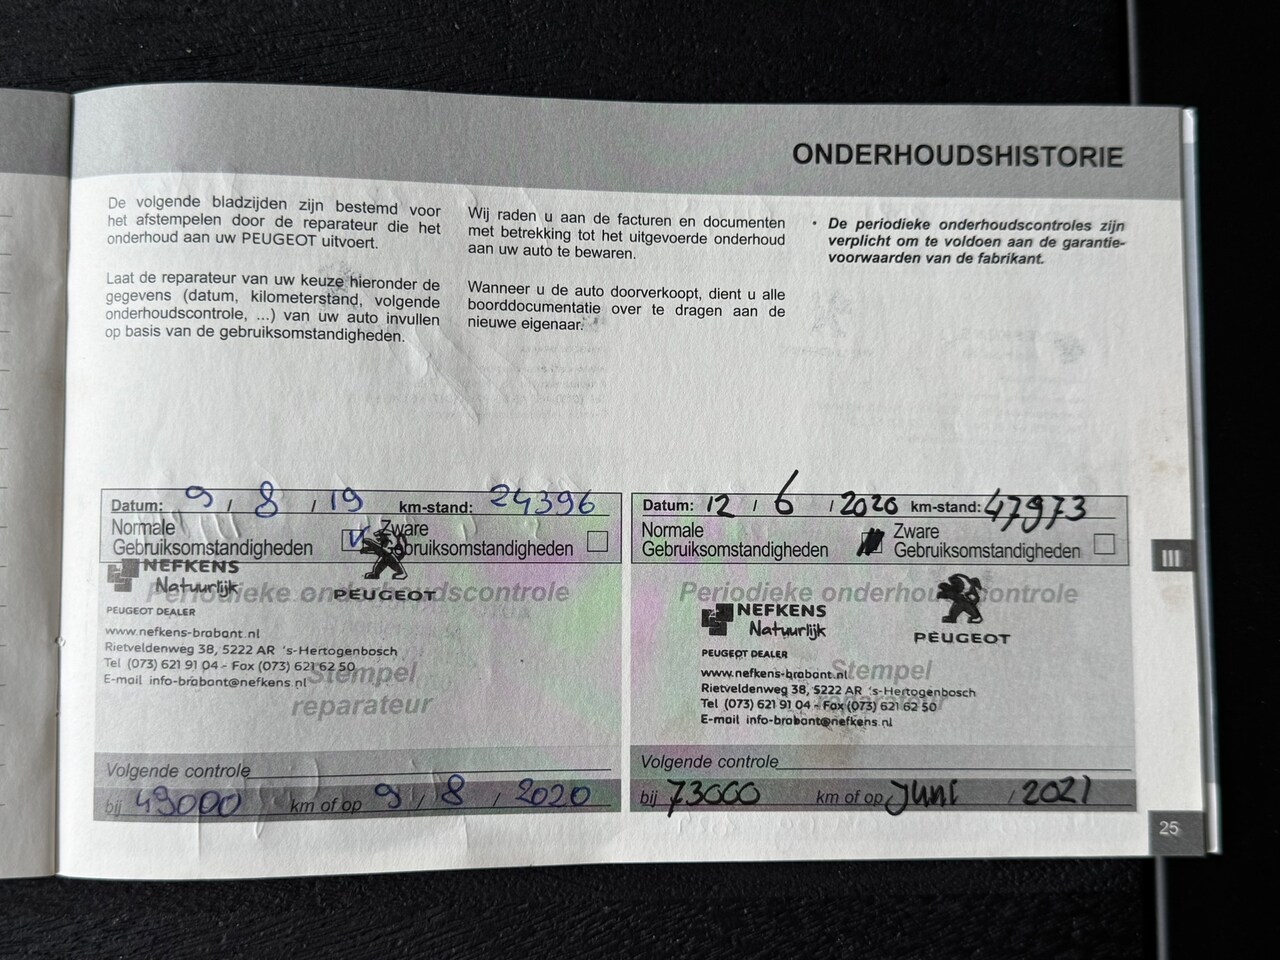 ONDERHOUDSHISTORIE
De volgende bladzijden zijn bestemd voor
het afstempelen door de reparateur die het
onderhoud aan uw PEUGEOT uitvoert.
Laat de reparateur van uw keuze hieronder de
gegevens (datum, kilometerstand, volgende
onderhoudscontrole, ...) van uw auto invullen
op basis van de gebruiksomstandigheden.
Wij raden u aan de facturen en documenten
met betrekking tot het uitgevoerde onderhoud
aan uw auto te bewaren.
Wanneer u de auto doorverkoopt, dient u alle
boorddocumentatie over te dragen aan de
nieuwe eigenaar.
• De periodieke onderhoudscontroles zijn
verplicht om te voldoen aan de garantie-
voorwaarden van de fabrikant.
Datum: 9 / 8 / 19 km-stand: 24396
Normale
Gebruiksomstandigheden
Zware
Gebruiksomstandigheden
NEFKENS
Natuurlijk
PEUGEOT
Periodieke onderhoudscontrole
PEUGEOT DEALER
www.nefkens-brabant.nl
Rietveldenweg 38, 5222 AR 's-Hertogenbosch
Tel (073) 621 91 04 - Fax (073) 621 62 50
E-mail info-brabant@nefkens.nl
Stempel
reparateur
Volgende controle
bij 49000 km of op 9 / 8 / 2020
Datum: 12 / 6 / 2020 km-stand: 47973
Normale
Gebruiksomstandigheden
Zware
Gebruiksomstandigheden
Periodieke onderhoudscontrole
NEFKENS
Natuurlijk
PEUGEOT
PEUGEOT DEALER
www.nefkens-brabant.nl
Rietveldenweg 38, 5222 AR 's-Hertogenbosch
Tel (073) 621 91 04 - Fax (073) 621 62 50
E-mail info-brabant@nefkens.nl
Stempel
reparateur
Volgende controle
bij 73000 km of op Juni / 2021
III
25